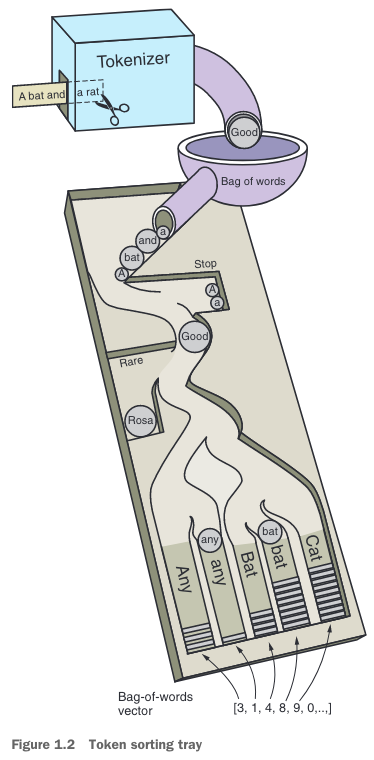 Tokenizer
A bat and a rat
Good
Bag of words
a
and
bat
A
Stop
A
a
Good
Rare
Rosa
any
bat
Any
any
Bat
bat
Cat
Bag-of-words
vector
[3, 1, 4, 8, 9, 0,..,]
Figure 1.2 Token sorting tray